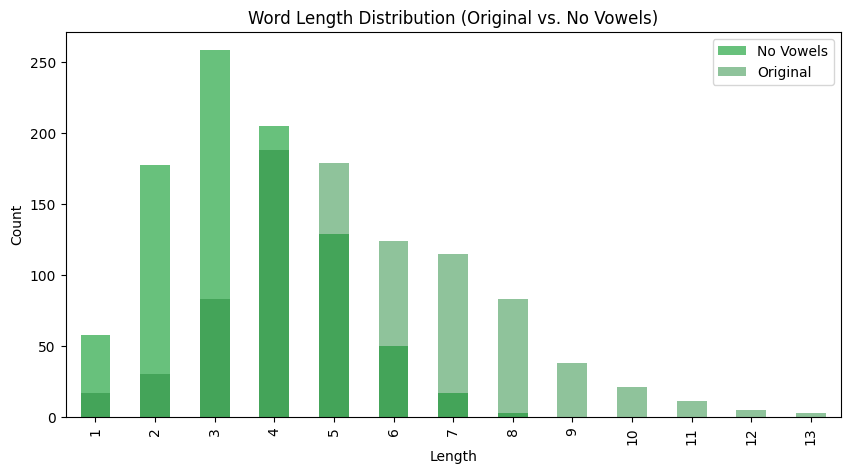 Word Length Distribution (Original vs. No Vowels)
No Vowels
Original
Count
250
200
150
100
50
0
1 2 3 4 5 6 7 8 9 10 11 12 13
Length